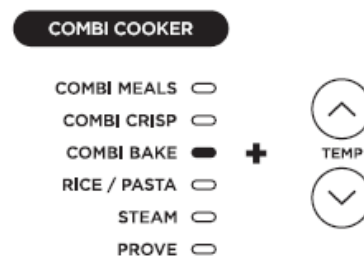 COMBI COOKER
COMBI MEALS
COMBI CRISP
COMBI BAKE
RICE / PASTA
STEAM
PROVE
TEMP